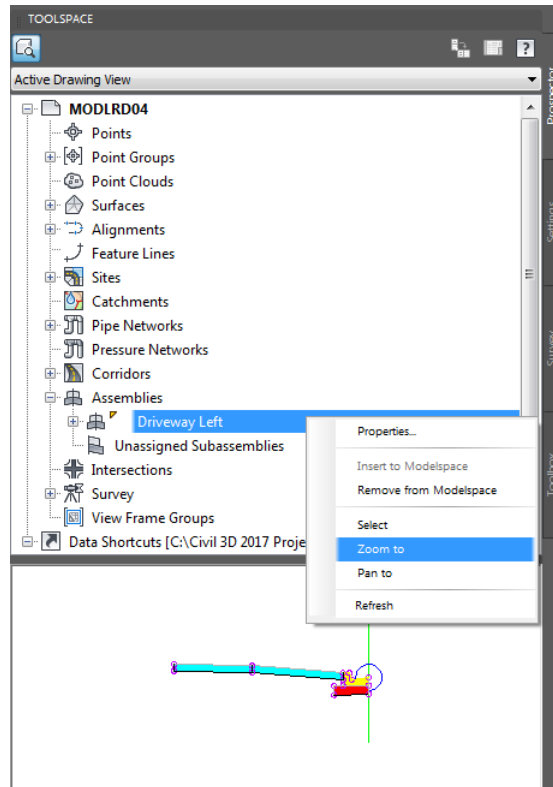 TOOLSPACE
?
Active Drawing View
MODLRD04
Points
Point Groups
Point Clouds
Surfaces
Alignments
Feature Lines
Sites
Catchments
Pipe Networks
Pressure Networks
Corridors
Assemblies
Driveway Left
Unassigned Subassemblies
Intersections
Survey
View Frame Groups
Data Shortcuts [C:\Civil 3D 2017 Proje
Properties...
Insert to Modelspace
Remove from Modelspace
Select
Zoom to
Pan to
Refresh
Prospector
Settings
Survey
Toolbox